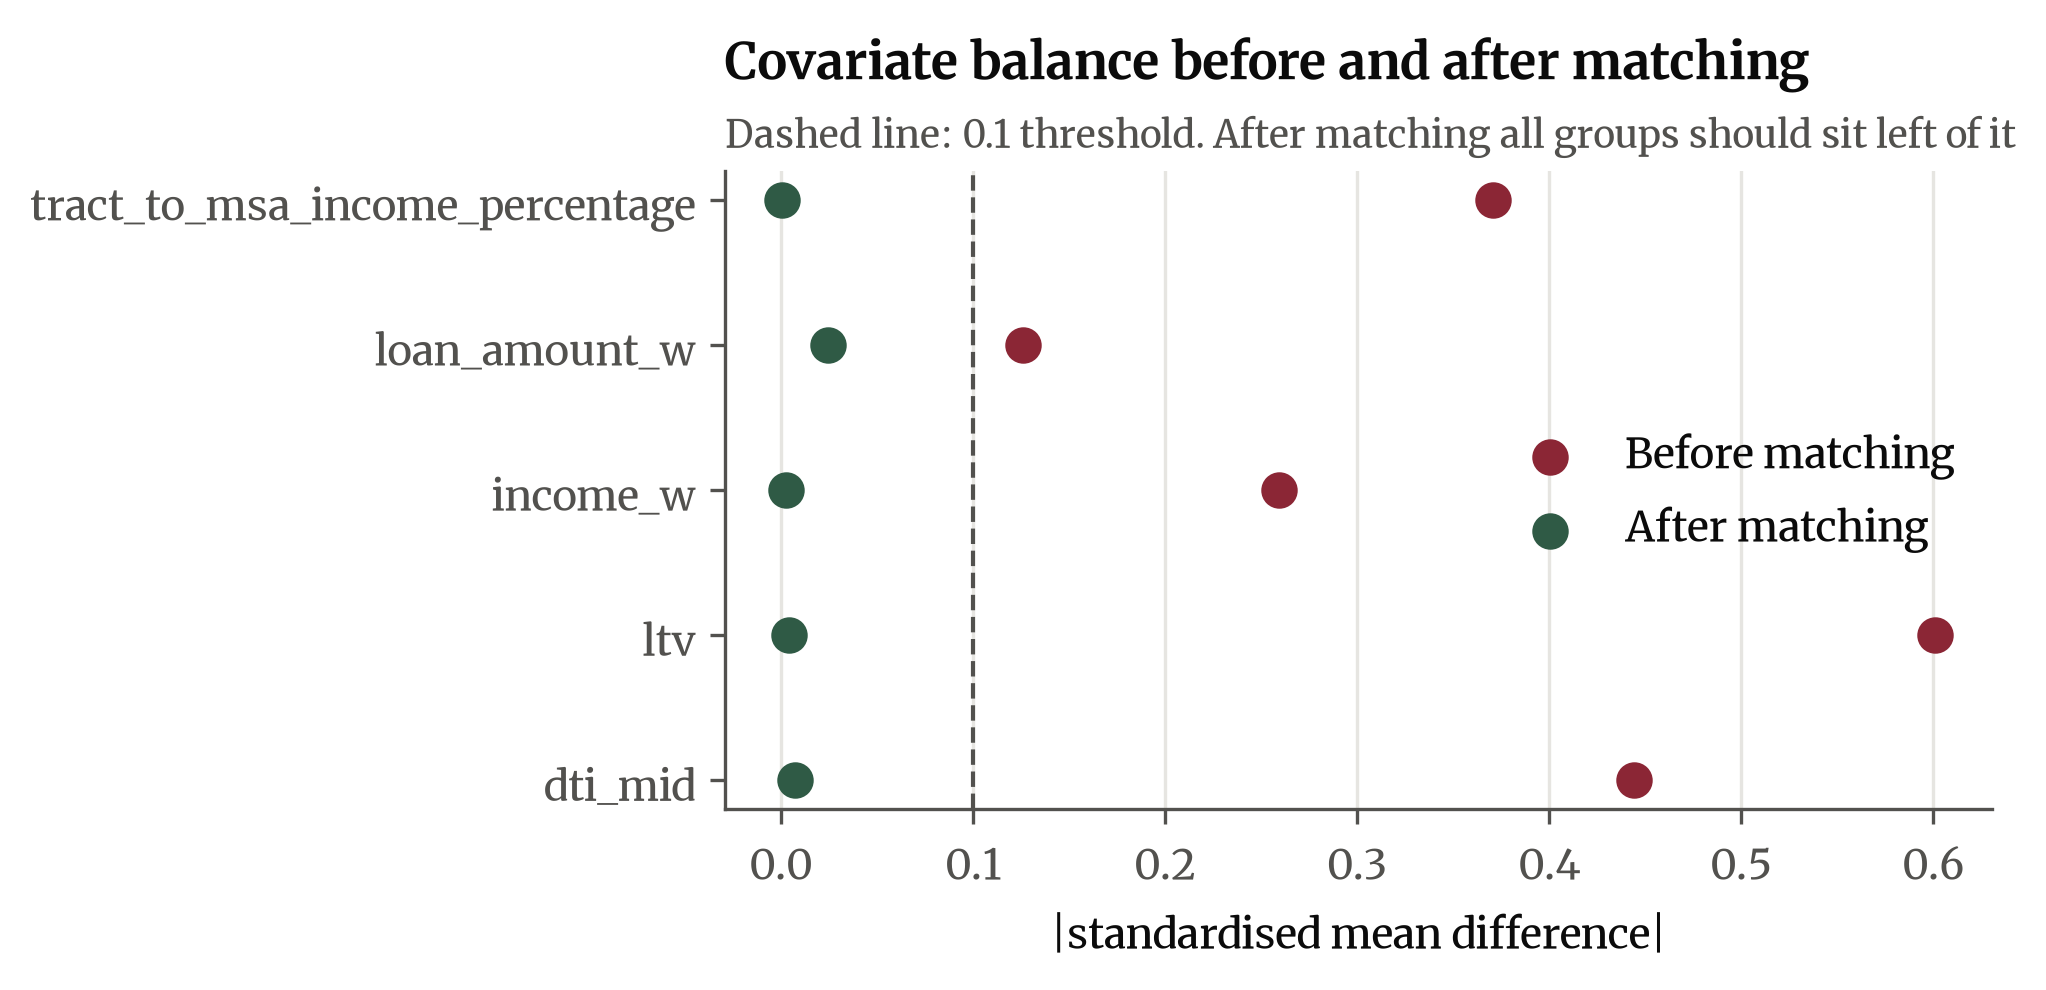 Covariate balance before and after matching
Dashed line: 0.1 threshold. After matching all groups should sit left of it
tract_to_msa_income_percentage
loan_amount_w
income_w
ltv
dti_mid
Before matching
After matching
0.0 0.1 0.2 0.3 0.4 0.5 0.6
|standardised mean difference|